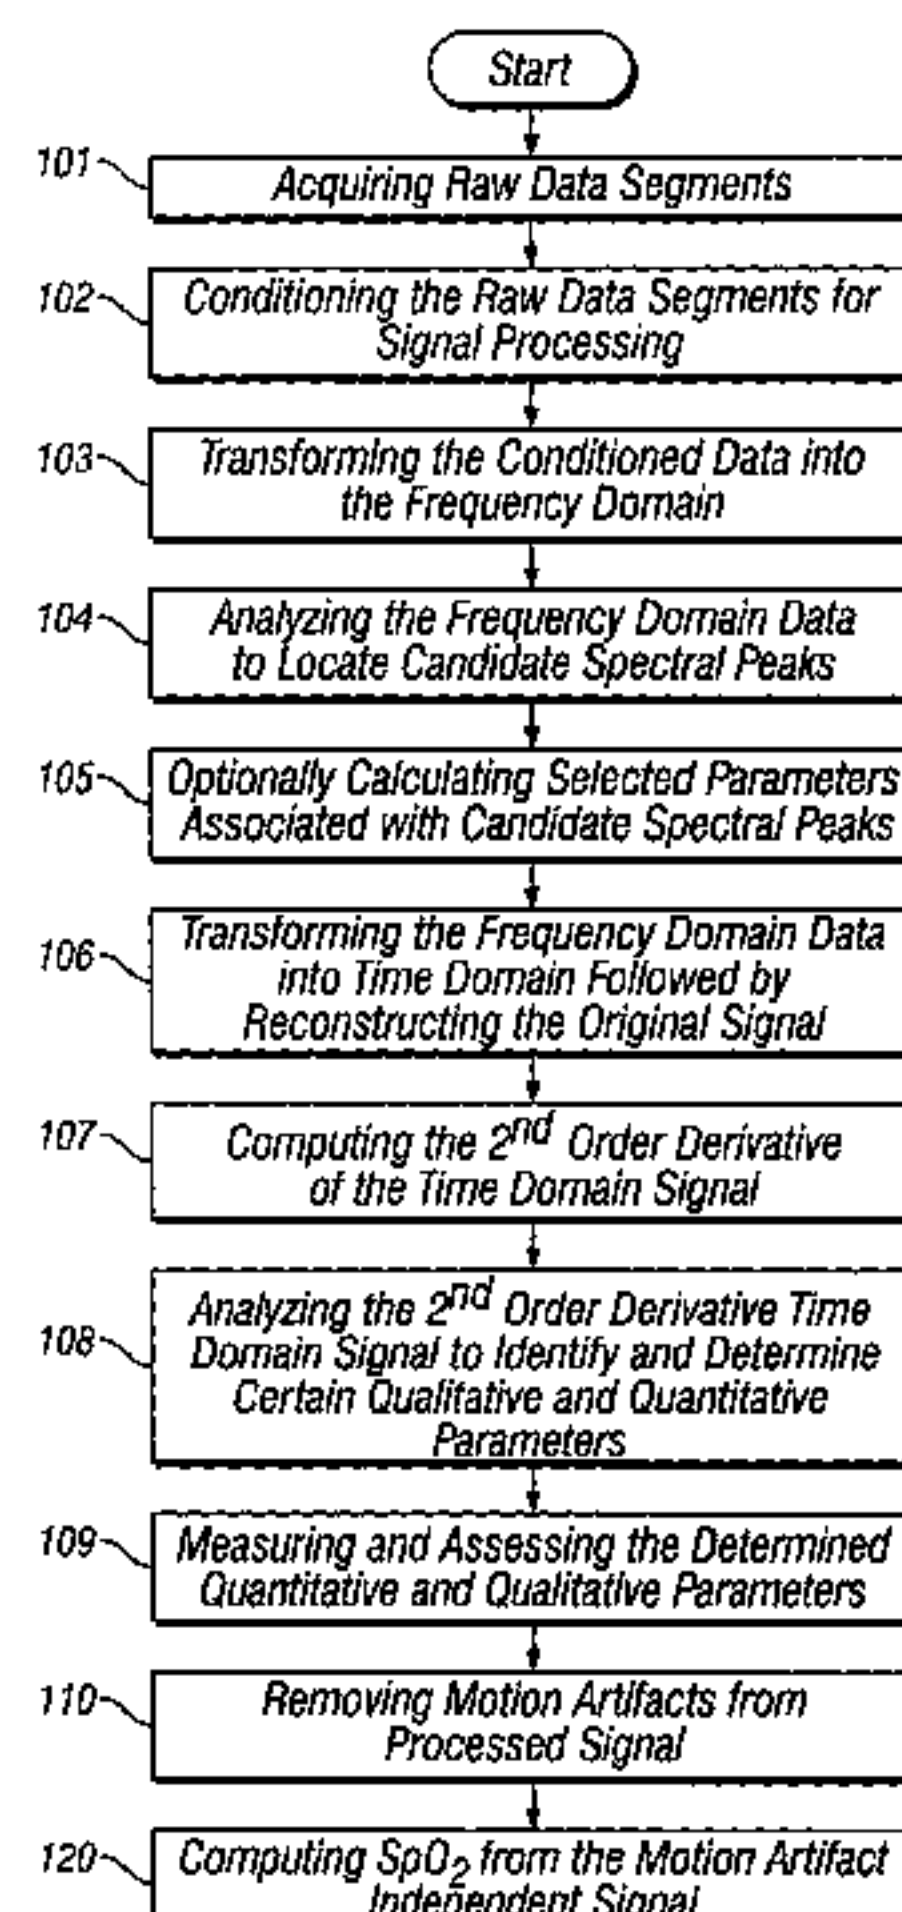 Start
101
Acquiring Raw Data Segments
102
Conditioning the Raw Data Segments for
Signal Processing
103
Transforming the Conditioned Data into
the Frequency Domain
104
Analyzing the Frequency Domain Data
to Locate Candidate Spectral Peaks
105
Optionally Calculating Selected Parameters
Associated with Candidate Spectral Peaks
106
Transforming the Frequency Domain Data
into Time Domain Followed by
Reconstructing the Original Signal
107
Computing the 2nd Order Derivative
of the Time Domain Signal
108
Analyzing the 2nd Order Derivative Time
Domain Signal to Identify and Determine
Certain Qualitative and Quantitative
Parameters
109
Measuring and Assessing the Determined
Quantitative and Qualitative Parameters
110
Removing Motion Artifacts from
Processed Signal
120
Computing SpO2 from the Motion Artifact
Independent Signal